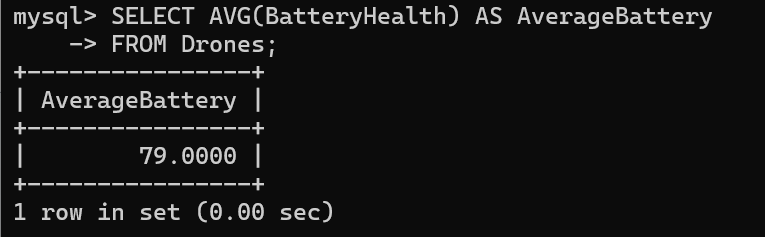 mysql> SELECT AVG(BatteryHealth) AS AverageBattery
    -> FROM Drones;
+----------------+
| AverageBattery |
+----------------+
|        79.0000 |
+----------------+
1 row in set (0.00 sec)